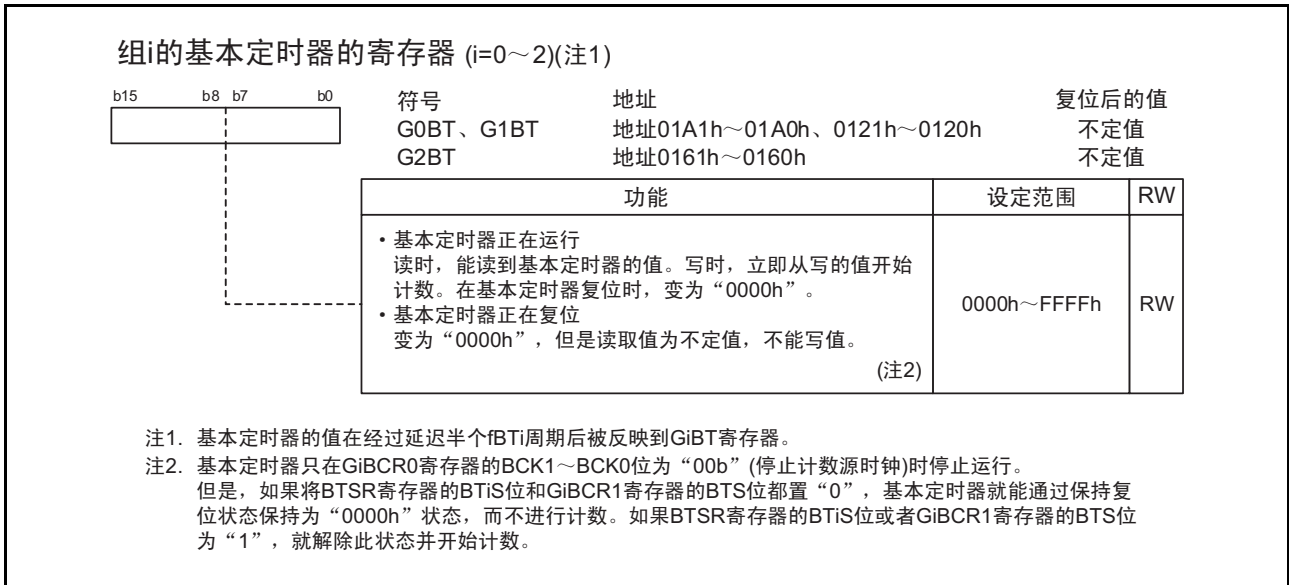 组i的基本定时器的寄存器 (i=0～2)(注1)
b15 b8 b7 b0
符号 地址 复位后的值
G0BT、G1BT 地址01A1h～01A0h、0121h～0120h 不定值
G2BT 地址0161h～0160h 不定值
功能 设定范围 RW
・基本定时器正在运行
读时，能读到基本定时器的值。写时，立即从写的值开始
计数。在基本定时器复位时，变为“0000h”。
・基本定时器正在复位
变为“0000h”，但是读取值为不定值，不能写值。
(注2)
0000h～FFFFh RW
注1. 基本定时器的值在经过延迟半个fBTi周期后被反映到GiBT寄存器。
注2. 基本定时器只在GiBCR0寄存器的BCK1～BCK0位为“00b”(停止计数源时钟)时停止运行。
但是，如果将BTSR寄存器的BTiS位和GiBCR1寄存器的BTS位都置“0”，基本定时器就能通过保持复
位状态保持为“0000h”状态，而不进行计数。如果BTSR寄存器的BTiS位或者GiBCR1寄存器的BTS位
为“1”，就解除此状态并开始计数。